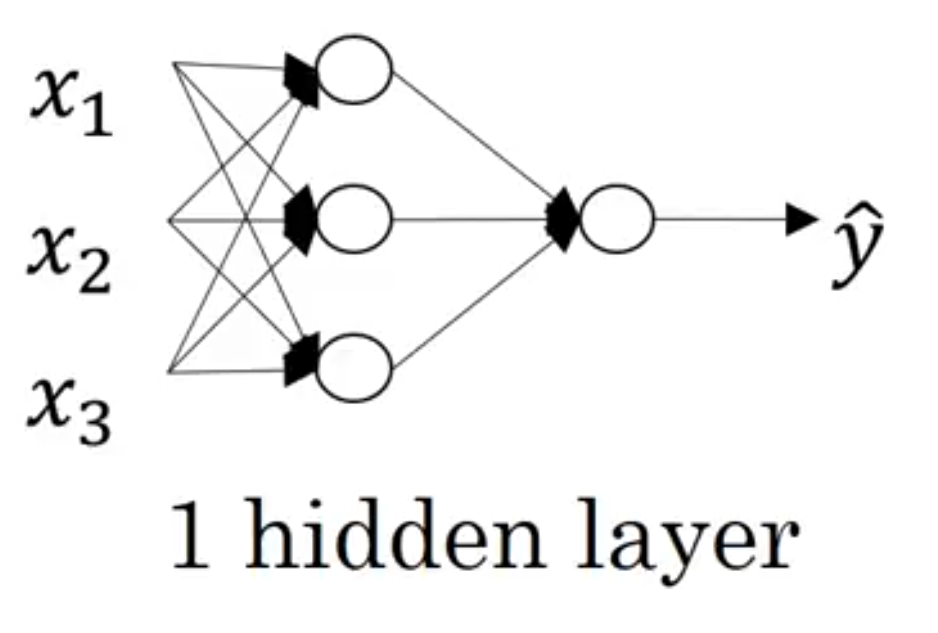 x₁
x₂
ŷ
x₃
1 hidden layer